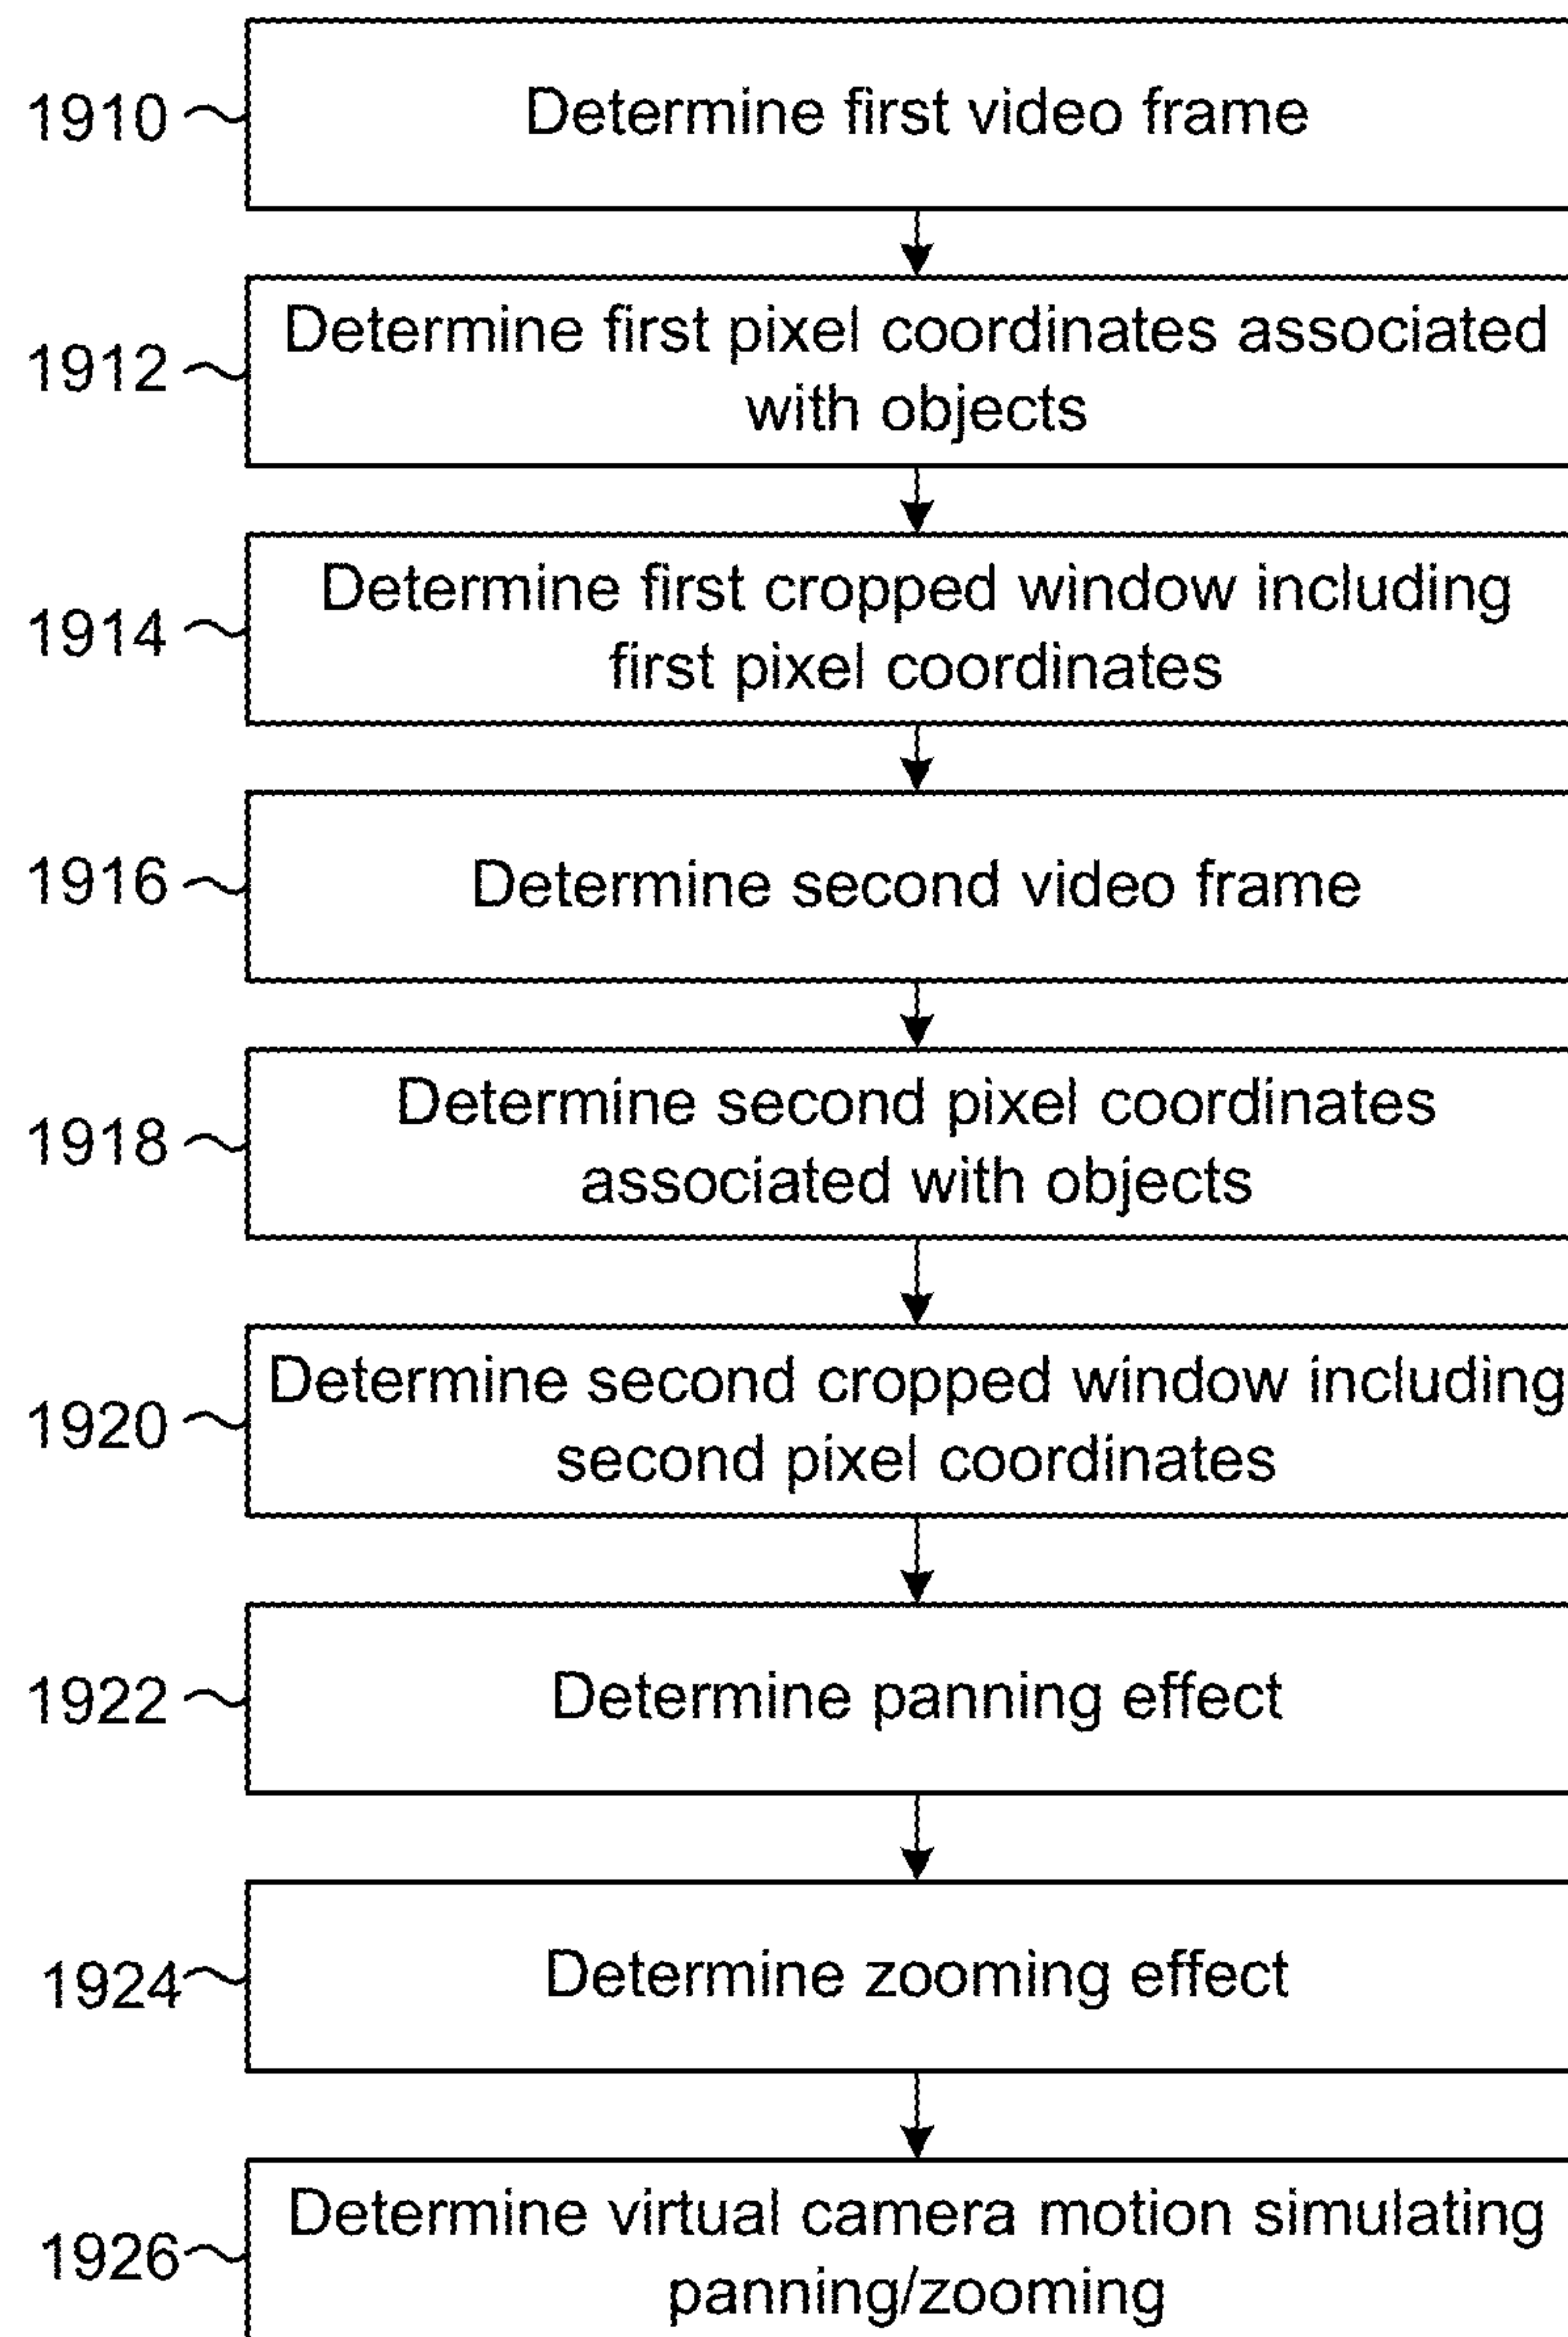 1910
Determine first video frame
1912
Determine first pixel coordinates associated
with objects
1914
Determine first cropped window including
first pixel coordinates
1916
Determine second video frame
1918
Determine second pixel coordinates
associated with objects
1920
Determine second cropped window including
second pixel coordinates
1922
Determine panning effect
1924
Determine zooming effect
1926
Determine virtual camera motion simulating
panning/zooming